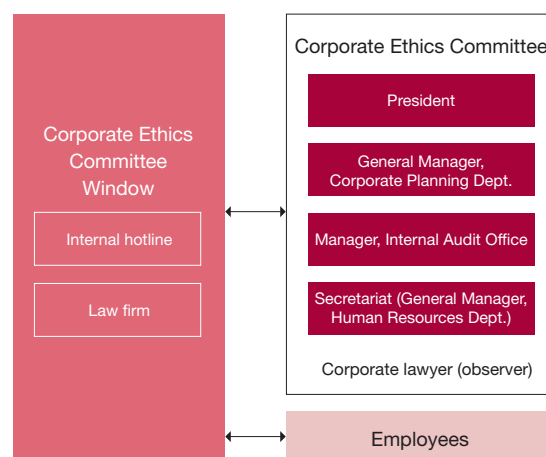 Corporate Ethics
Committee
Window
Internal hotline
Law firm
Corporate Ethics Committee
President
General Manager,
Corporate Planning Dept.
Manager, Internal Audit Office
Secretariat (General Manager,
Human Resources Dept.)
Corporate lawyer (observer)
Employees